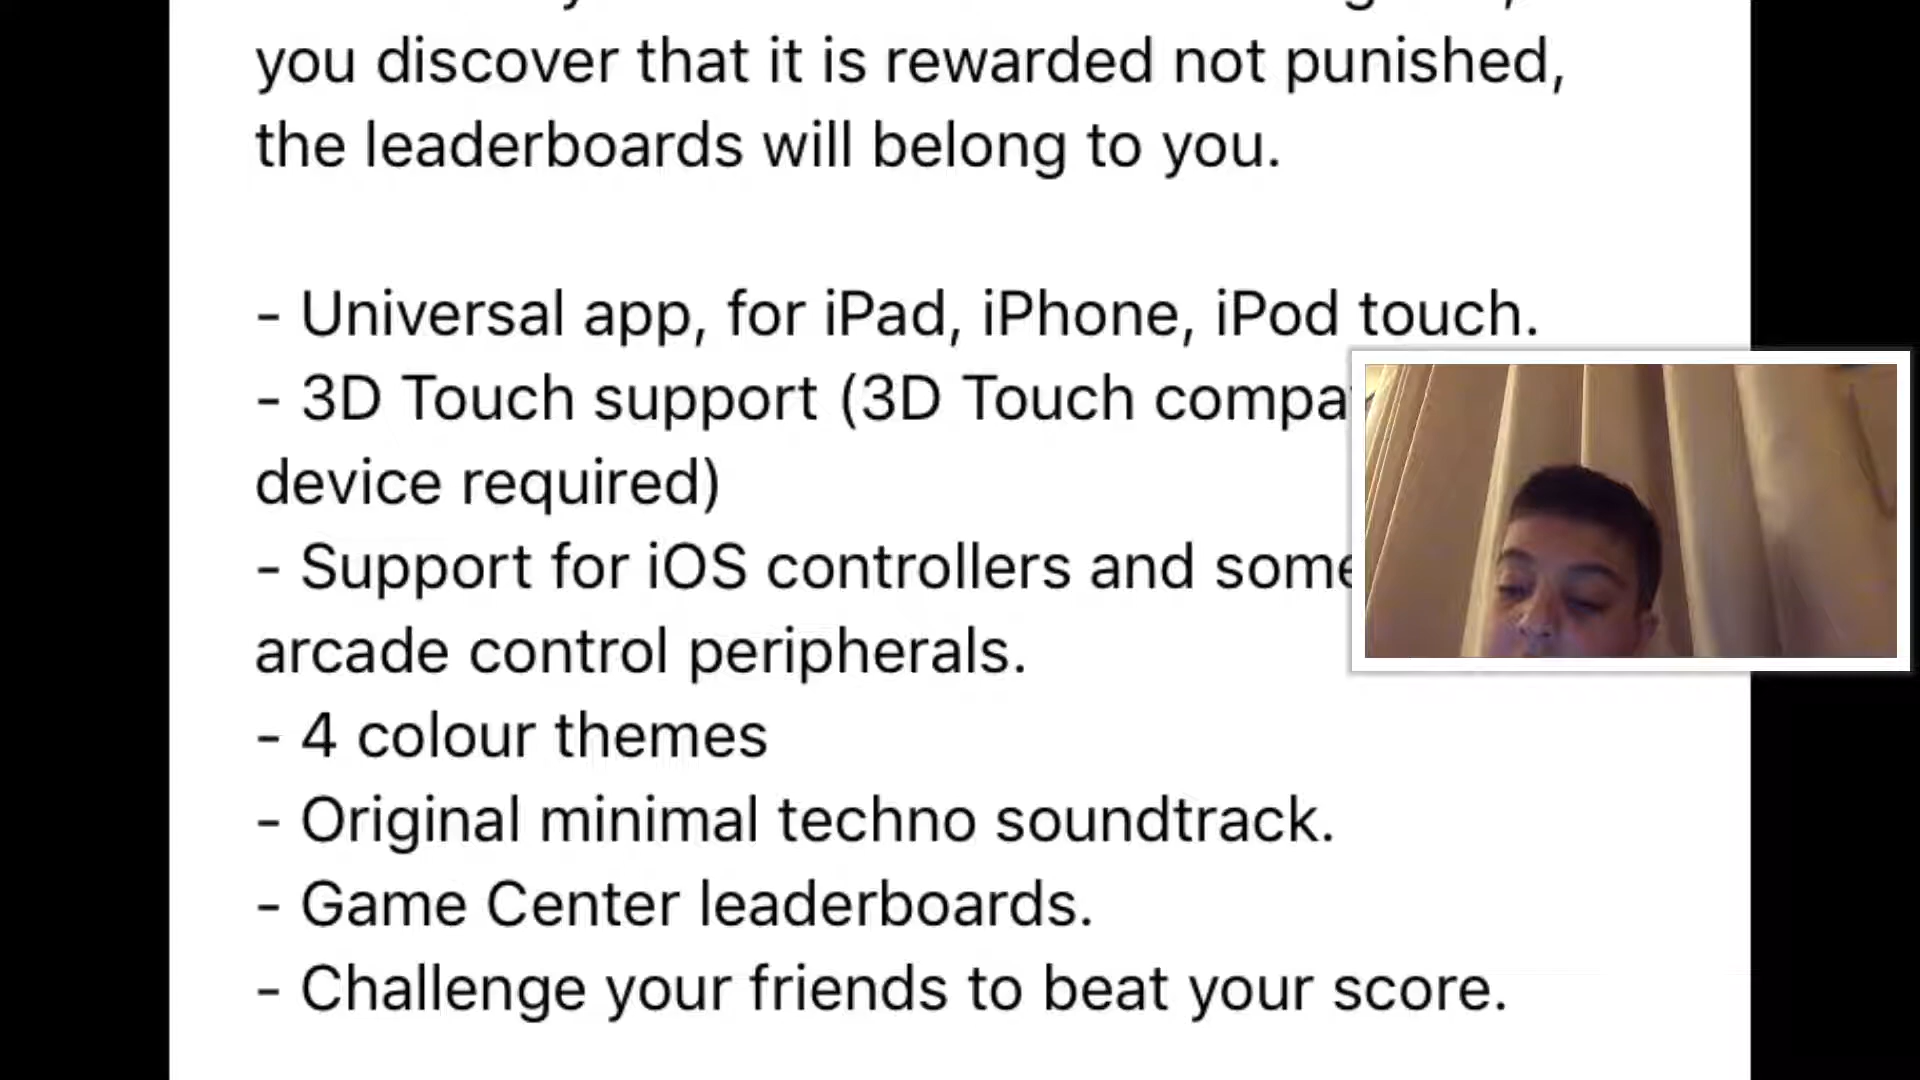 you discover that it is rewarded not punished,
the leaderboards will belong to you.
- Universal app, for iPad, iPhone, iPod touch.
- 3D Touch support (3D Touch
device required)
- Support for iOS controllers and some
arcade control peripherals.
- 4 colour themes
- Original minimal techno soundtrack.
- Game Center leaderboards.
- Challenge your friends to beat your score.